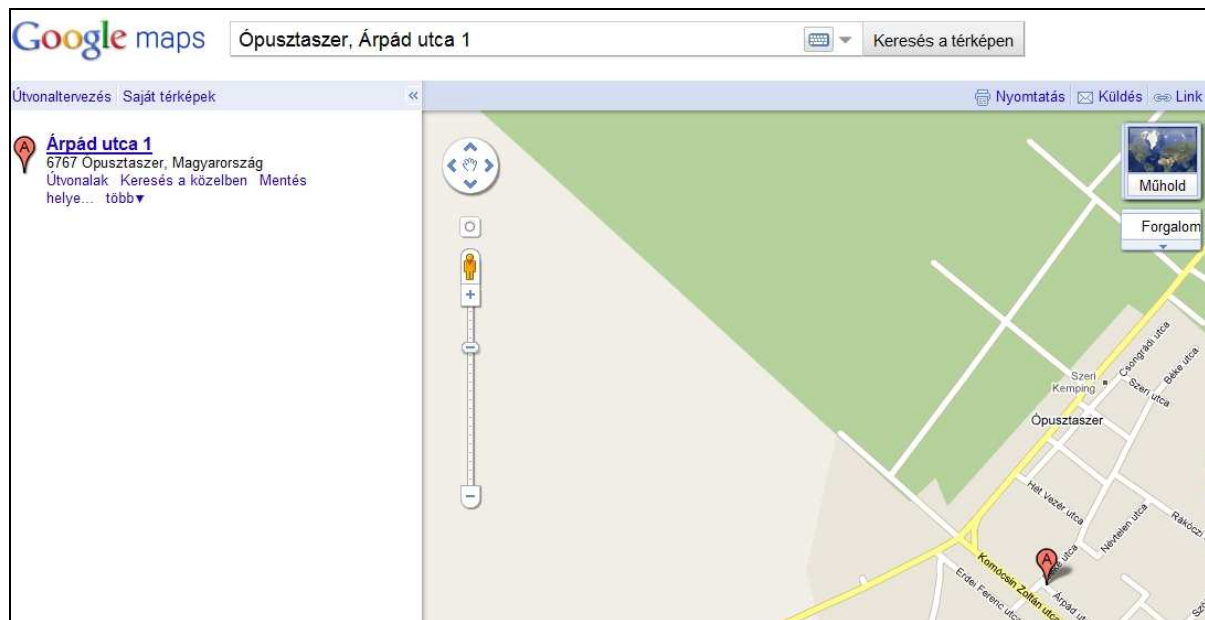 Google maps
Ópusztaszer, Árpád utca 1
Keresés a térképen
Útvonaltervezés Saját térképek «
Nyomtatás Küldés Link
A
Árpád utca 1
6767 Ópusztaszer, Magyarország
Útvonalak Keresés a közelben Mentés
helye... több▼
Műhold
Forgalom
Csongrádi utca
Béke utca
Szeri
Kemping
Szeri utca
Ópusztaszer
Hét Vezér utca
Névtelen utca
Rákóczi
A
utca
Komócsin Zoltán utca
Erdei Ferenc utca
Árpád